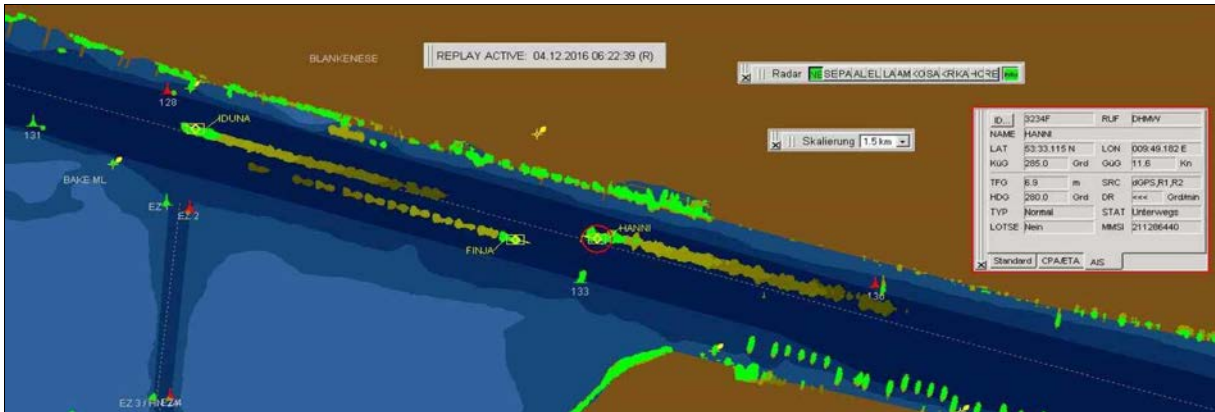 BLANKENESE
REPLAY ACTIVE: 04.12.2016 06:22:39 (R)
Radar
Skalierung 1.5 km
128
IDUNA
131
BAKE ML
EZ 1
EZ 2
FINJA
HANNI
133
136
ID... 3234F RUF DHMW
NAME HANNI
LAT 53:33.115 N LON 009:49.182 E
KüG 285.0 Grd GüG 11.6 Kn
TFG 6.9 m SRC dGPS,R1,R2
HDG 280.0 Grd DR <<< Grd/min
TYP Normal STAT Unterwegs
LOTSE Nein MMSI 211286440
Standard CPA/ETA AIS
EZ 3